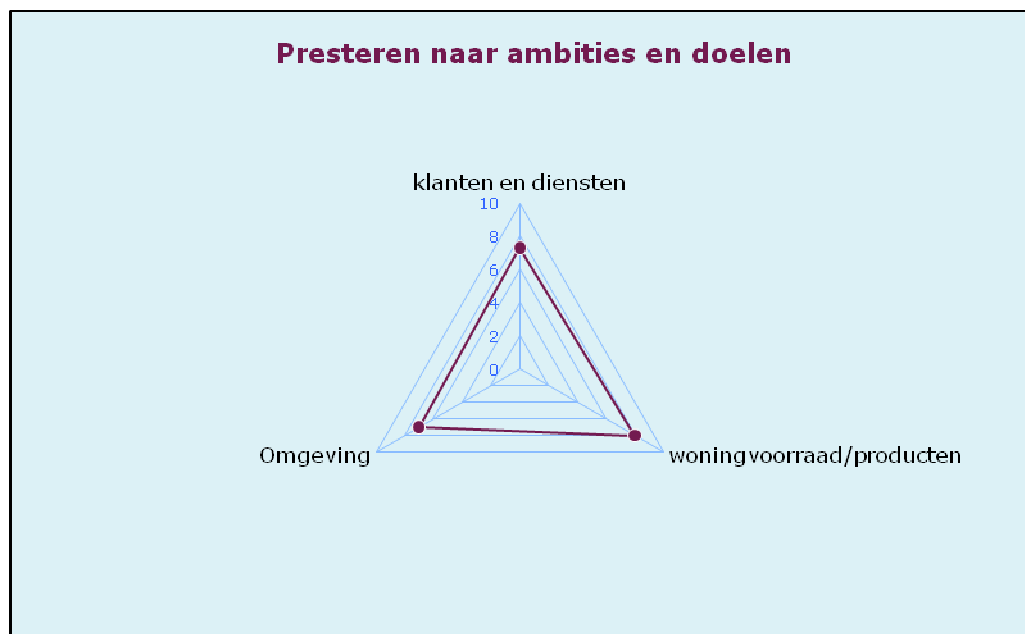 Presteren naar ambities en doelen
klanten en diensten
10
8
6
4
2
0
Omgeving
woningvoorraad/producten